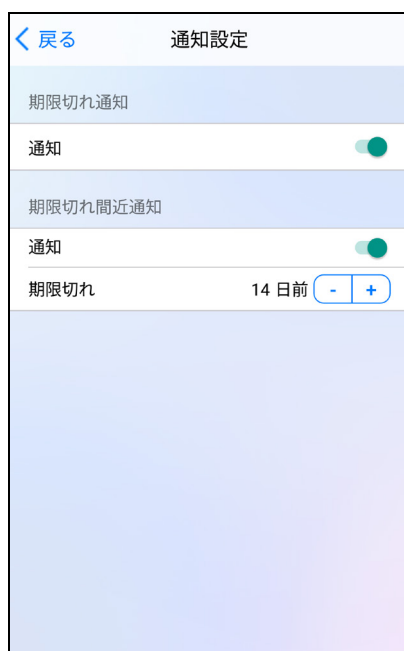 戻る 通知設定
期限切れ通知
通知
期限切れ間近通知
通知
期限切れ 14 日前 - +